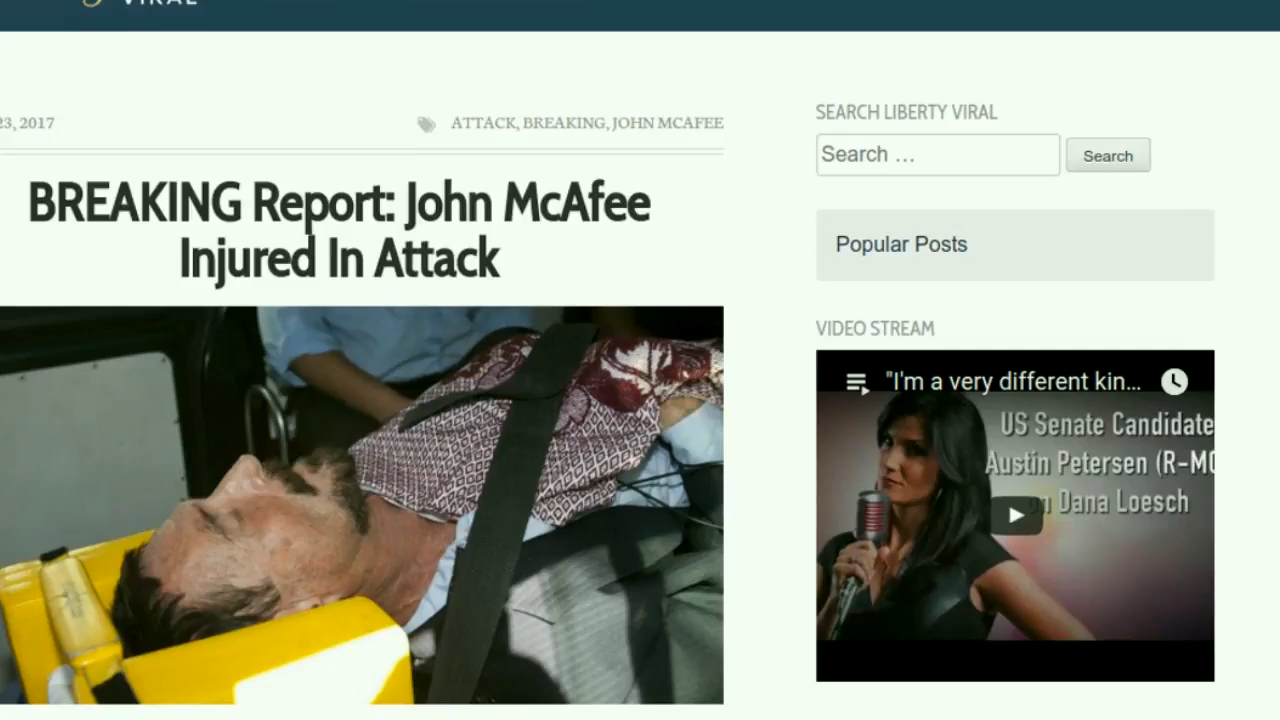 VIRAL
23, 2017
ATTACK, BREAKING, JOHN MCAFEE
BREAKING Report: John McAfee
Injured In Attack
SEARCH LIBERTY VIRAL
Search …
Search
Popular Posts
VIDEO STREAM
"I'm a very different kin...
US Senate Candidate
Austin Petersen (R-MO
on Dana Loesch